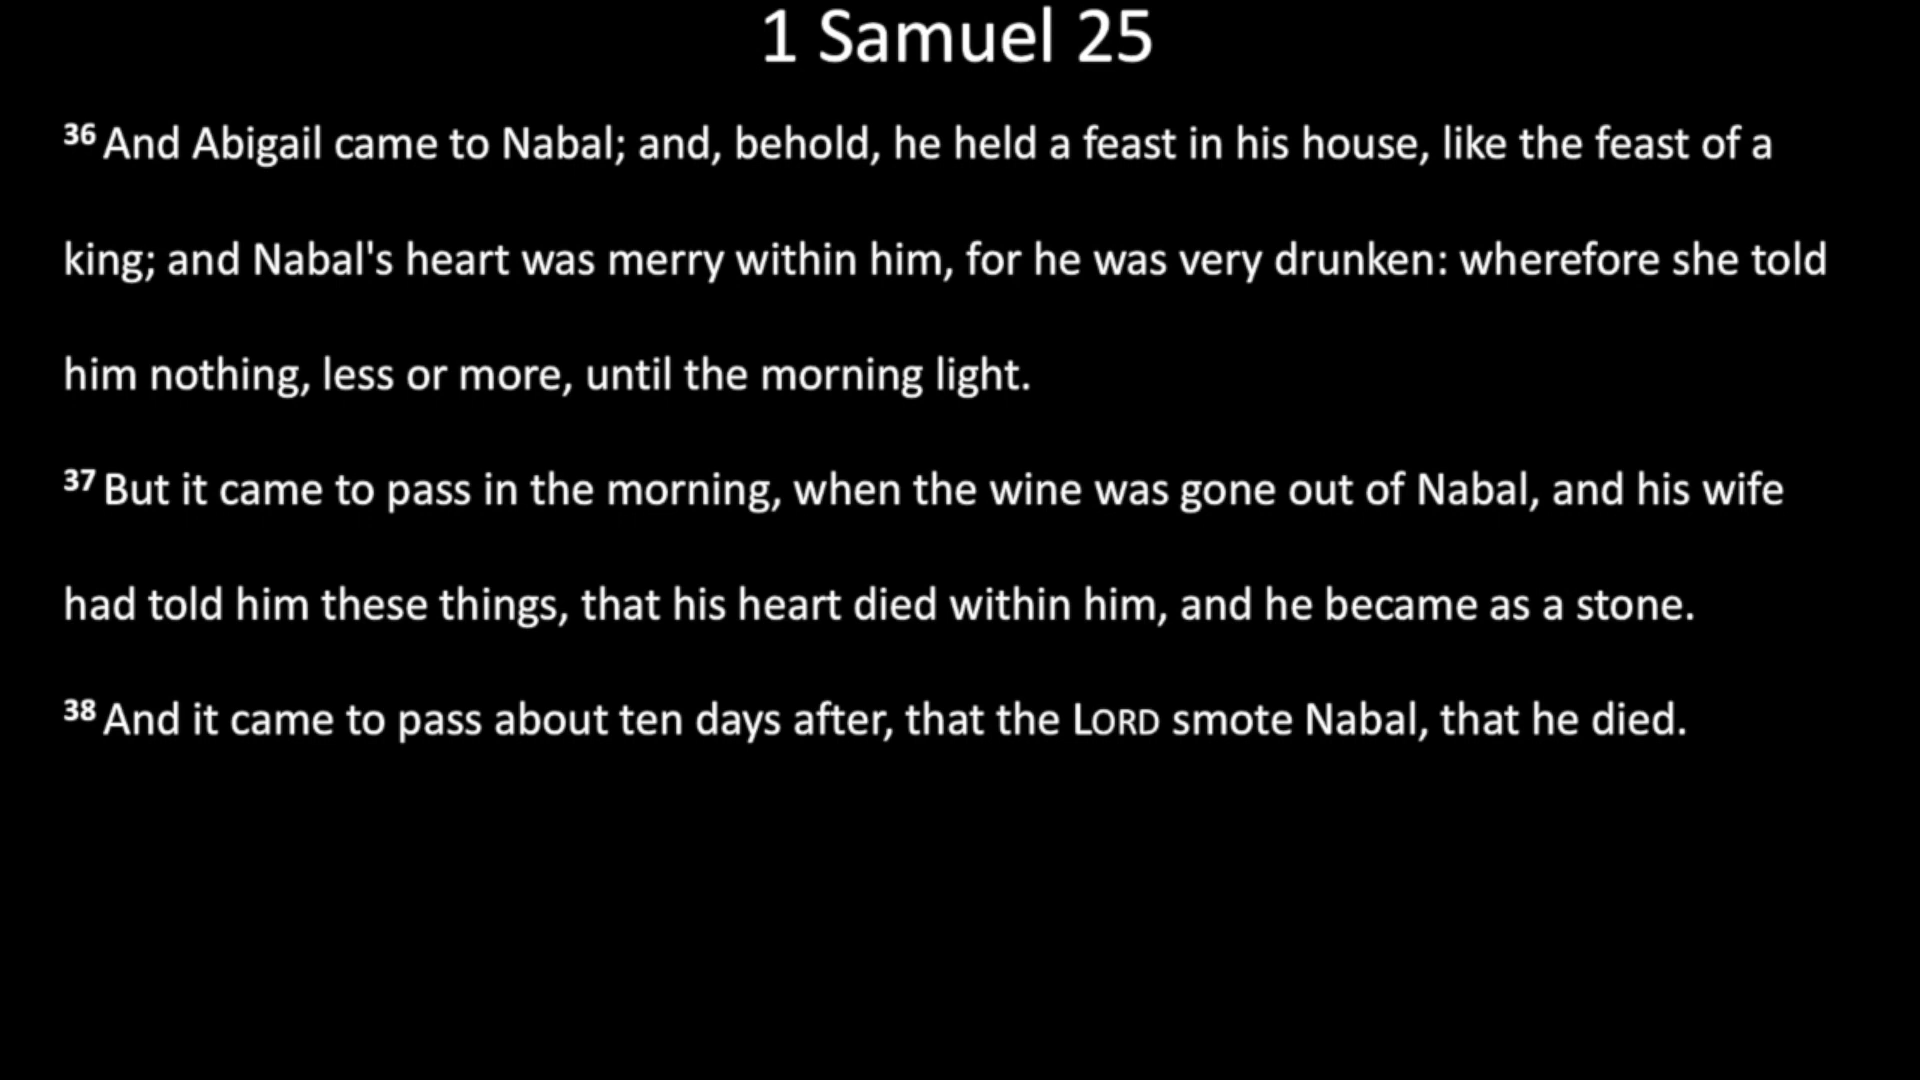 1 Samuel 25
36 And Abigail came to Nabal; and, behold, he held a feast in his house, like the feast of a
king; and Nabal's heart was merry within him, for he was very drunken: wherefore she told
him nothing, less or more, until the morning light.
37 But it came to pass in the morning, when the wine was gone out of Nabal, and his wife
had told him these things, that his heart died within him, and he became as a stone.
38 And it came to pass about ten days after, that the LORD smote Nabal, that he died.